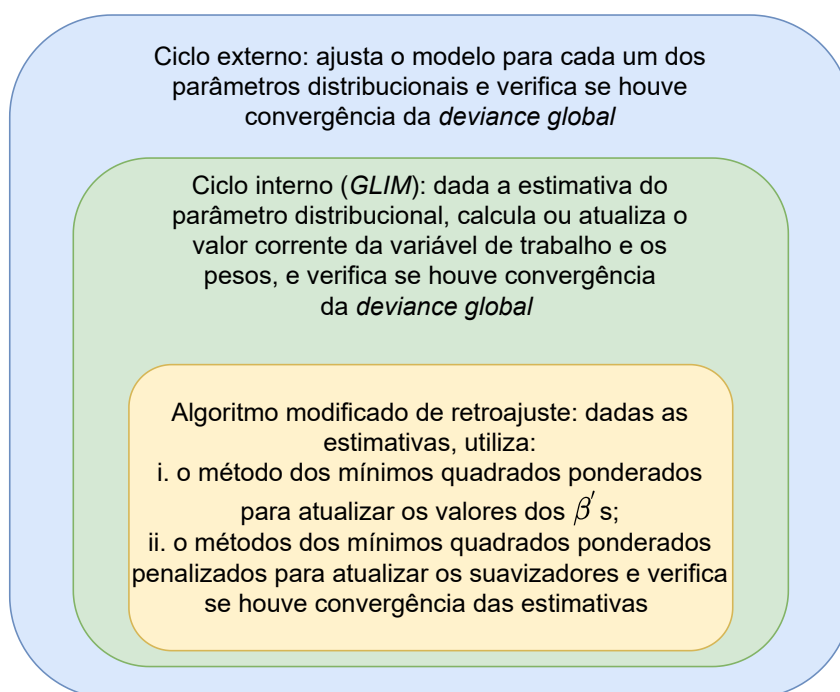 Ciclo externo: ajusta o modelo para cada um dos
parâmetros distribucionais e verifica se houve
convergência da deviance global
Ciclo interno (GLIM): dada a estimativa do
parâmetro distribucional, calcula ou atualiza o
valor corrente da variável de trabalho e os
pesos, e verifica se houve convergência
da deviance global
Algoritmo modificado de retroajuste: dadas as
estimativas, utiliza:
i. o método dos mínimos quadrados ponderados
para atualizar os valores dos β′s;
ii. o métodos dos mínimos quadrados ponderados
penalizados para atualizar os suavizadores e verifica
se houve convergência das estimativas